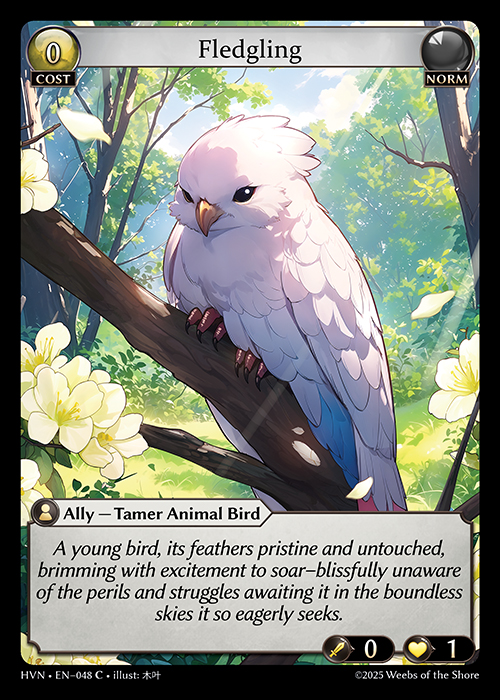 0
COST
Fledgling
NORM
Ally — Tamer Animal Bird
A young bird, its feathers pristine and untouched,
brimming with excitement to soar–blissfully unaware
of the perils and struggles awaiting it in the boundless
skies it so eagerly seeks.
0
1
HVN • EN-048 C • illust: 木叶
©2025 Weebs of the Shore